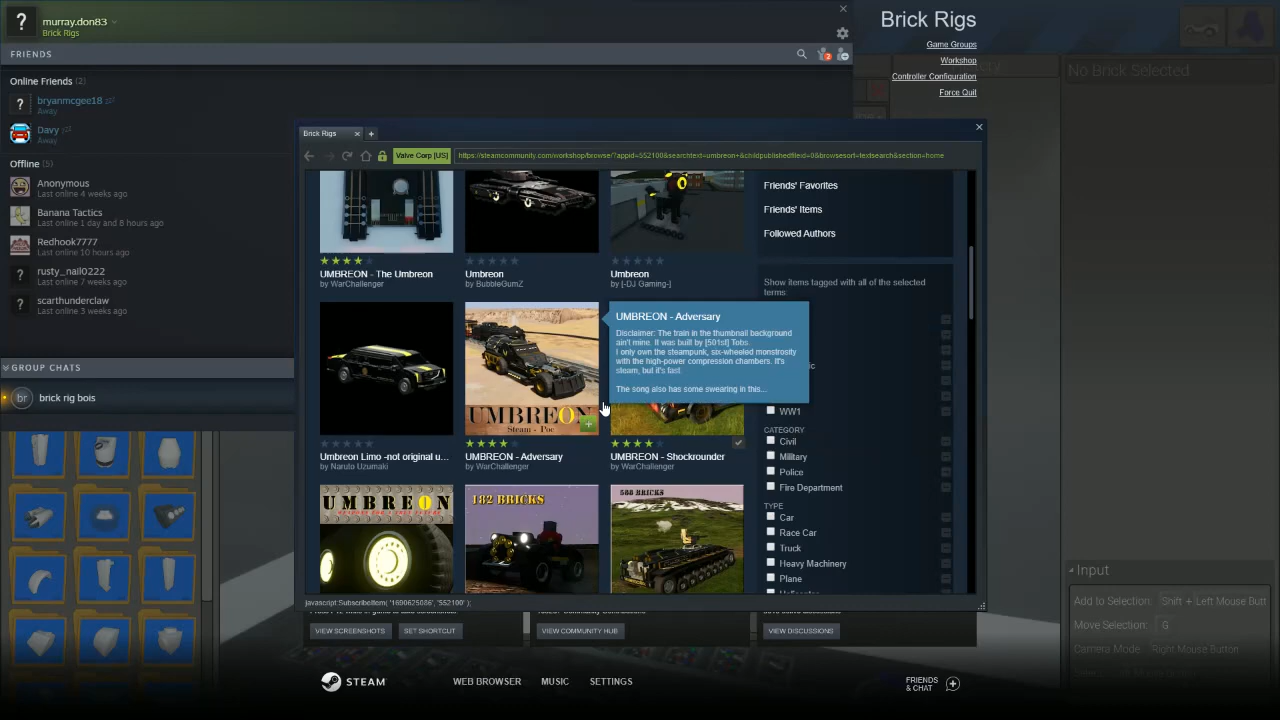 murray.don83
Brick Rigs
FRIENDS
2
Online Friends (2)
bryanmcgee18
Away
Davy
Away
Offline (5)
Anonymous
Last online 4 weeks ago
Banana Tactics
Last online 1 day and 8 hours ago
Redhook7777
Last online 10 hours ago
rusty_nail0222
Last online 2 weeks ago
scarthunderclaw
Last online 3 weeks ago
GROUP CHATS
br
brick rig bois
Brick Rigs
Game Groups
Workshop
Controller Configuration
Force Quit
No Brick Selected
Brick Rigs
Valve Corp [US]
https://steamcommunity.com/workshop/browse/?appid=552100&searchtext=umbreon+&childpublishedfileid=0&browsesort=textsearch&section=home
UMBREON - The Umbreon
by WarChallenger
Umbreon
by BubbleGumZ
Umbreon
by [-DJ Gaming-]
Friends' Favorites
Friends' Items
Followed Authors
Show items tagged with all of the selected
terms:
UMBREON - Adversary
Disclaimer: The train in the thumbnail background
ain't mine. It was built by [501st] Tobs.
I only own the steampunk, six-wheeled monstrosity
with the high-power compression chambers. It's
steam, but it's fast.
The song also has some swearing in this...
UMBREON
Steam - Poc
Umbreon Limo -not original u...
by Naruto Uzumaki
UMBREON - Adversary
by WarChallenger
UMBREON - Shockrounder
by WarChallenger
WW1
CATEGORY
Civil
Military
Police
Fire Department
TYPE
Car
Race Car
Truck
Heavy Machinery
Plane
UMBREON
182 BRICKS
588 BRICKS
javascript:SubscribeItem( '1690625086', '552100' );
VIEW SCREENSHOTS
SET SHORTCUT
VIEW COMMUNITY HUB
VIEW DISCUSSIONS
STEAM
WEB BROWSER
MUSIC
SETTINGS
FRIENDS
& CHAT
Input
Add to Selection:
Shift + Left Mouse Butt
Move Selection:
G
Camera Mode:
Right Mouse Button